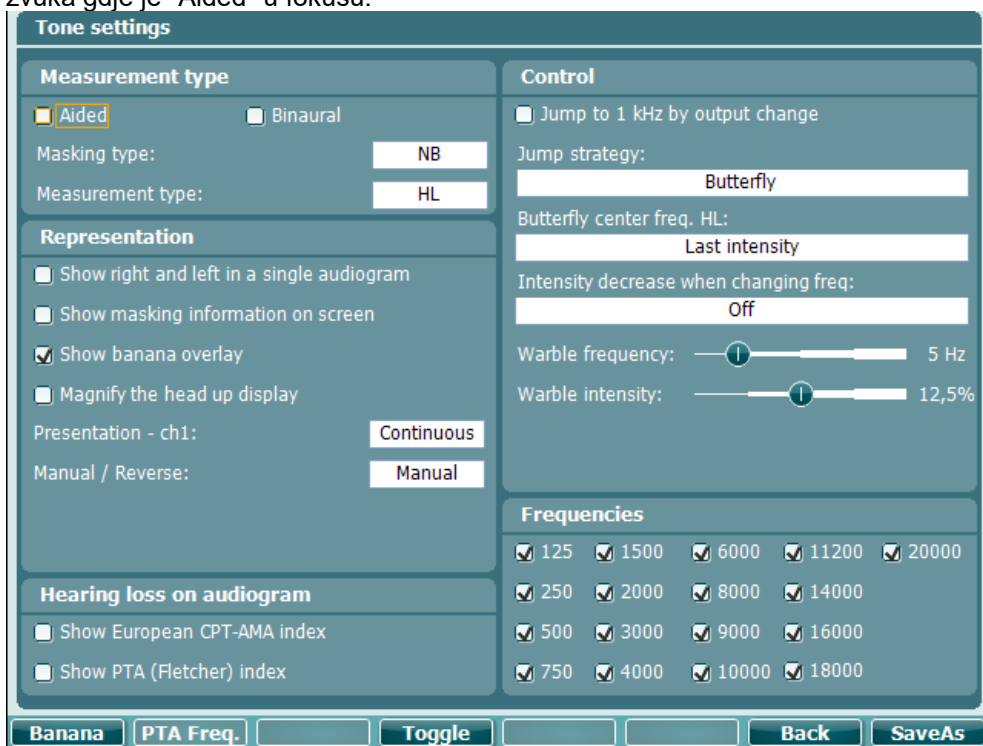 zvuka gdje je "Aided" u fokusu.
Tone settings
Measurement type
Aided
Binaural
Masking type:
NB
Measurement type:
HL
Representation
Show right and left in a single audiogram
Show masking information on screen
Show banana overlay
Magnify the head up display
Presentation - ch1:
Continuous
Manual / Reverse:
Manual
Hearing loss on audiogram
Show European CPT-AMA index
Show PTA (Fletcher) index
Control
Jump to 1 kHz by output change
Jump strategy:
Butterfly
Butterfly center freq. HL:
Last intensity
Intensity decrease when changing freq:
Off
Warble frequency:
5 Hz
Warble intensity:
12,5%
Frequencies
125 1500 6000 11200 20000
250 2000 8000 14000
500 3000 9000 16000
750 4000 10000 18000
Banana PTA Freq. Toggle Back SaveAs